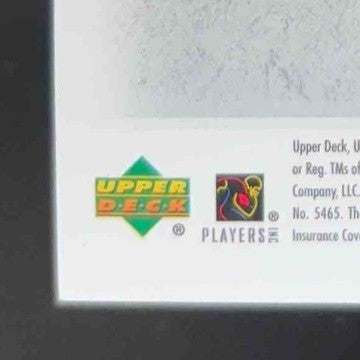 UPPER
DECK
®
PLAYERS INC ®
Upper Deck, U
or Reg. TMs of
Company, LLC.
No. 5465. Th
Insurance Cov